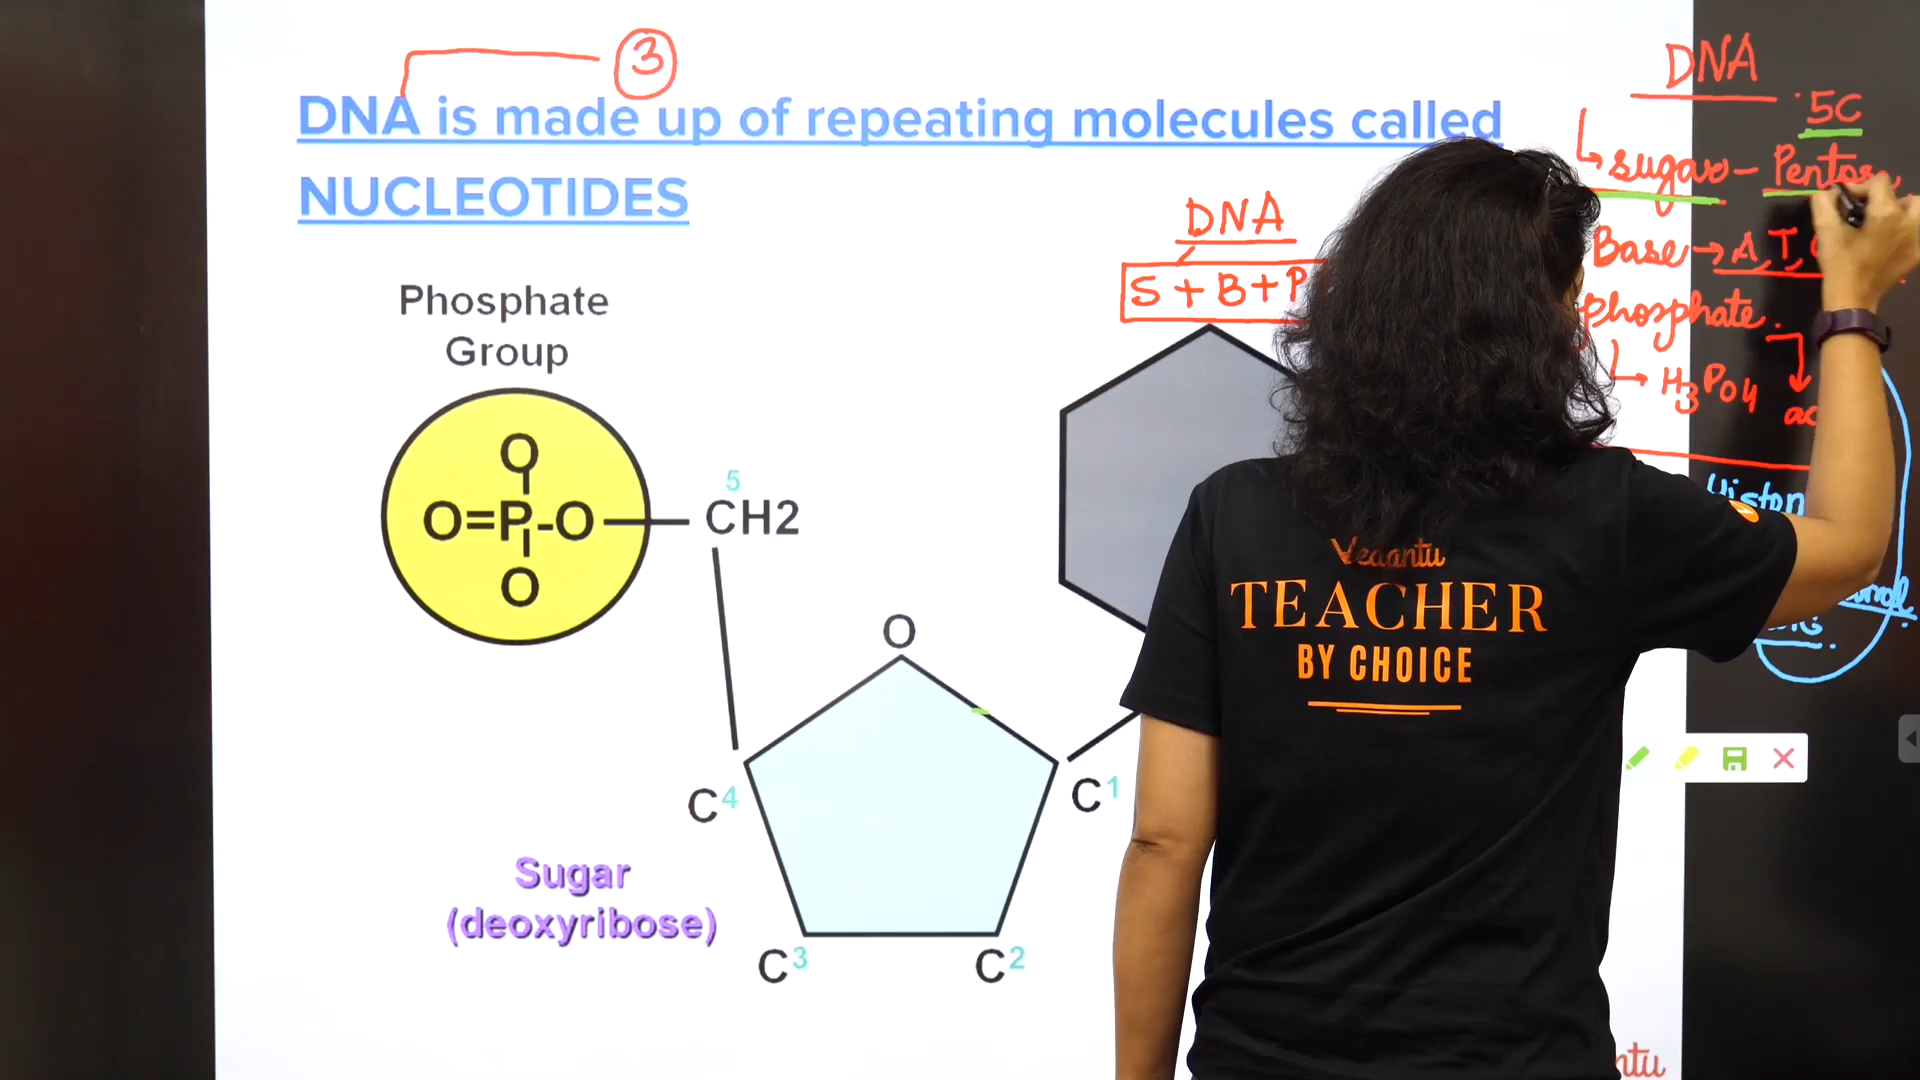 3
DNA is made up of repeating molecules called
NUCLEOTIDES
Phosphate
Group
O
O=P-O
O
5
CH2
O
C4
C1
C3
C2
Sugar
(deoxyribose)
DNA
S + B + P
DNA
5C
sugar - Pentose
Base → A, T,
phosphate.
H3PO4
Vedantu
TEACHER
BY CHOICE